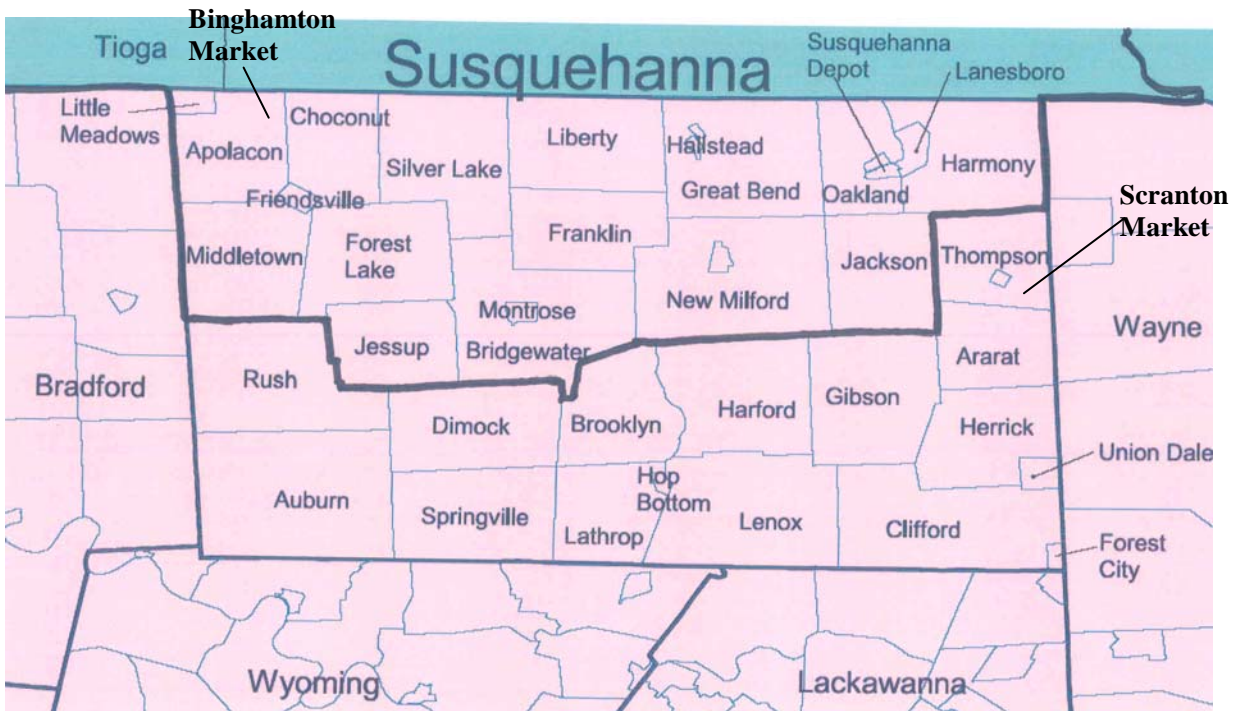 Binghamton
Market
Tioga
Susquehanna
Susquehanna
Depot
Lanesboro
Little
Meadows
Choconut
Apolacon
Silver Lake
Liberty
Hallstead
Great Bend
Oakland
Harmony
Friendsville
Middletown
Forest
Lake
Franklin
Jackson
Thompson
Scranton
Market
Montrose
New Milford
Jessup
Bridgewater
Wayne
Ararat
Bradford
Rush
Dimock
Brooklyn
Harford
Gibson
Herrick
Union Dale
Auburn
Springville
Hop
Bottom
Lathrop
Lenox
Clifford
Forest
City
Wyoming
Lackawanna